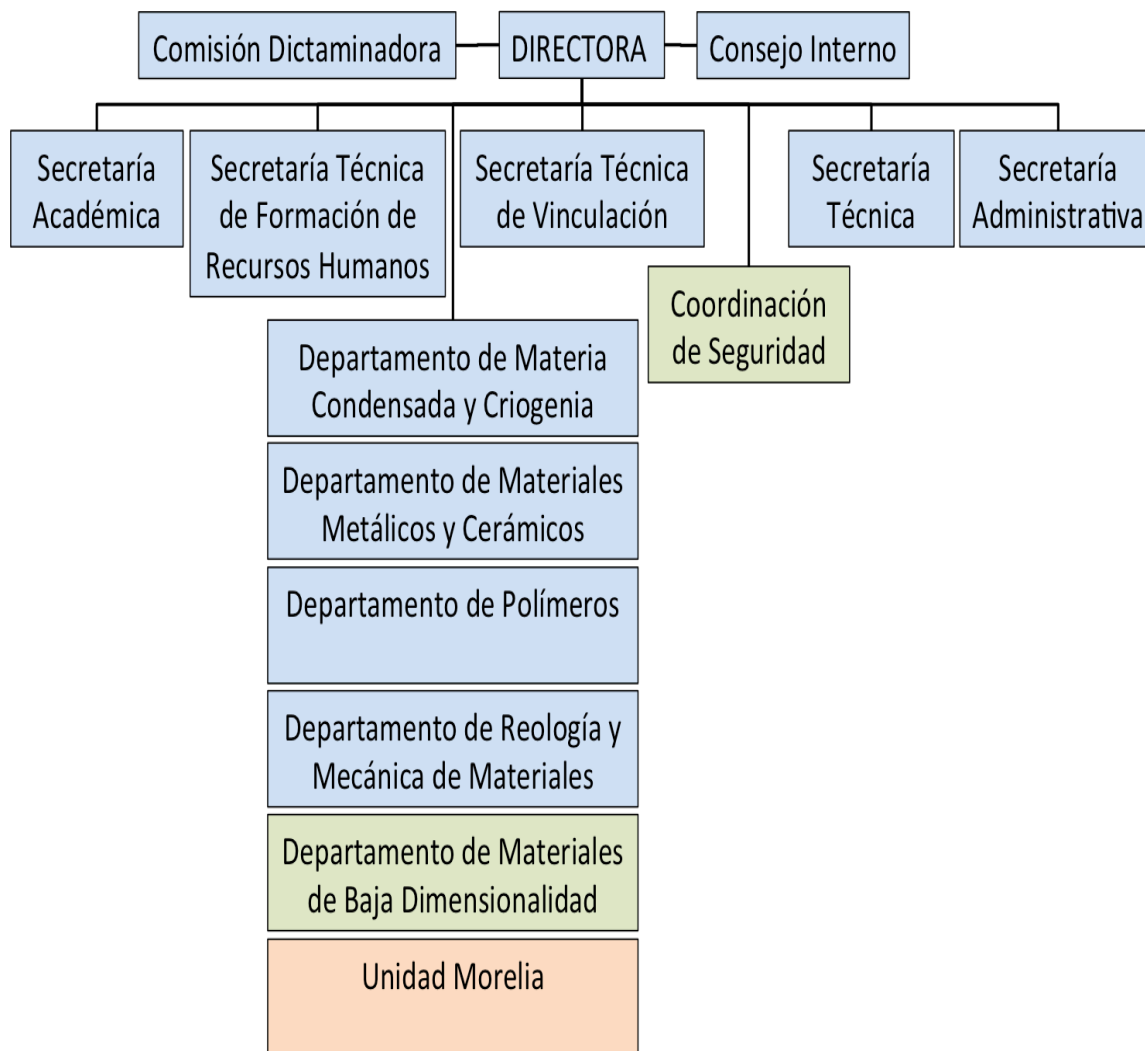 Comisión Dictaminadora
DIRECTORA
Consejo Interno
Secretaría
Académica
Secretaría Técnica
de Formación de
Recursos Humanos
Secretaría Técnica
de Vinculación
Secretaría
Técnica
Secretaría
Administrativa
Coordinación
de Seguridad
Departamento de Materia
Condensada y Criogenia
Departamento de Materiales
Metálicos y Cerámicos
Departamento de Polímeros
Departamento de Reología y
Mecánica de Materiales
Departamento de Materiales
de Baja Dimensionalidad
Unidad Morelia